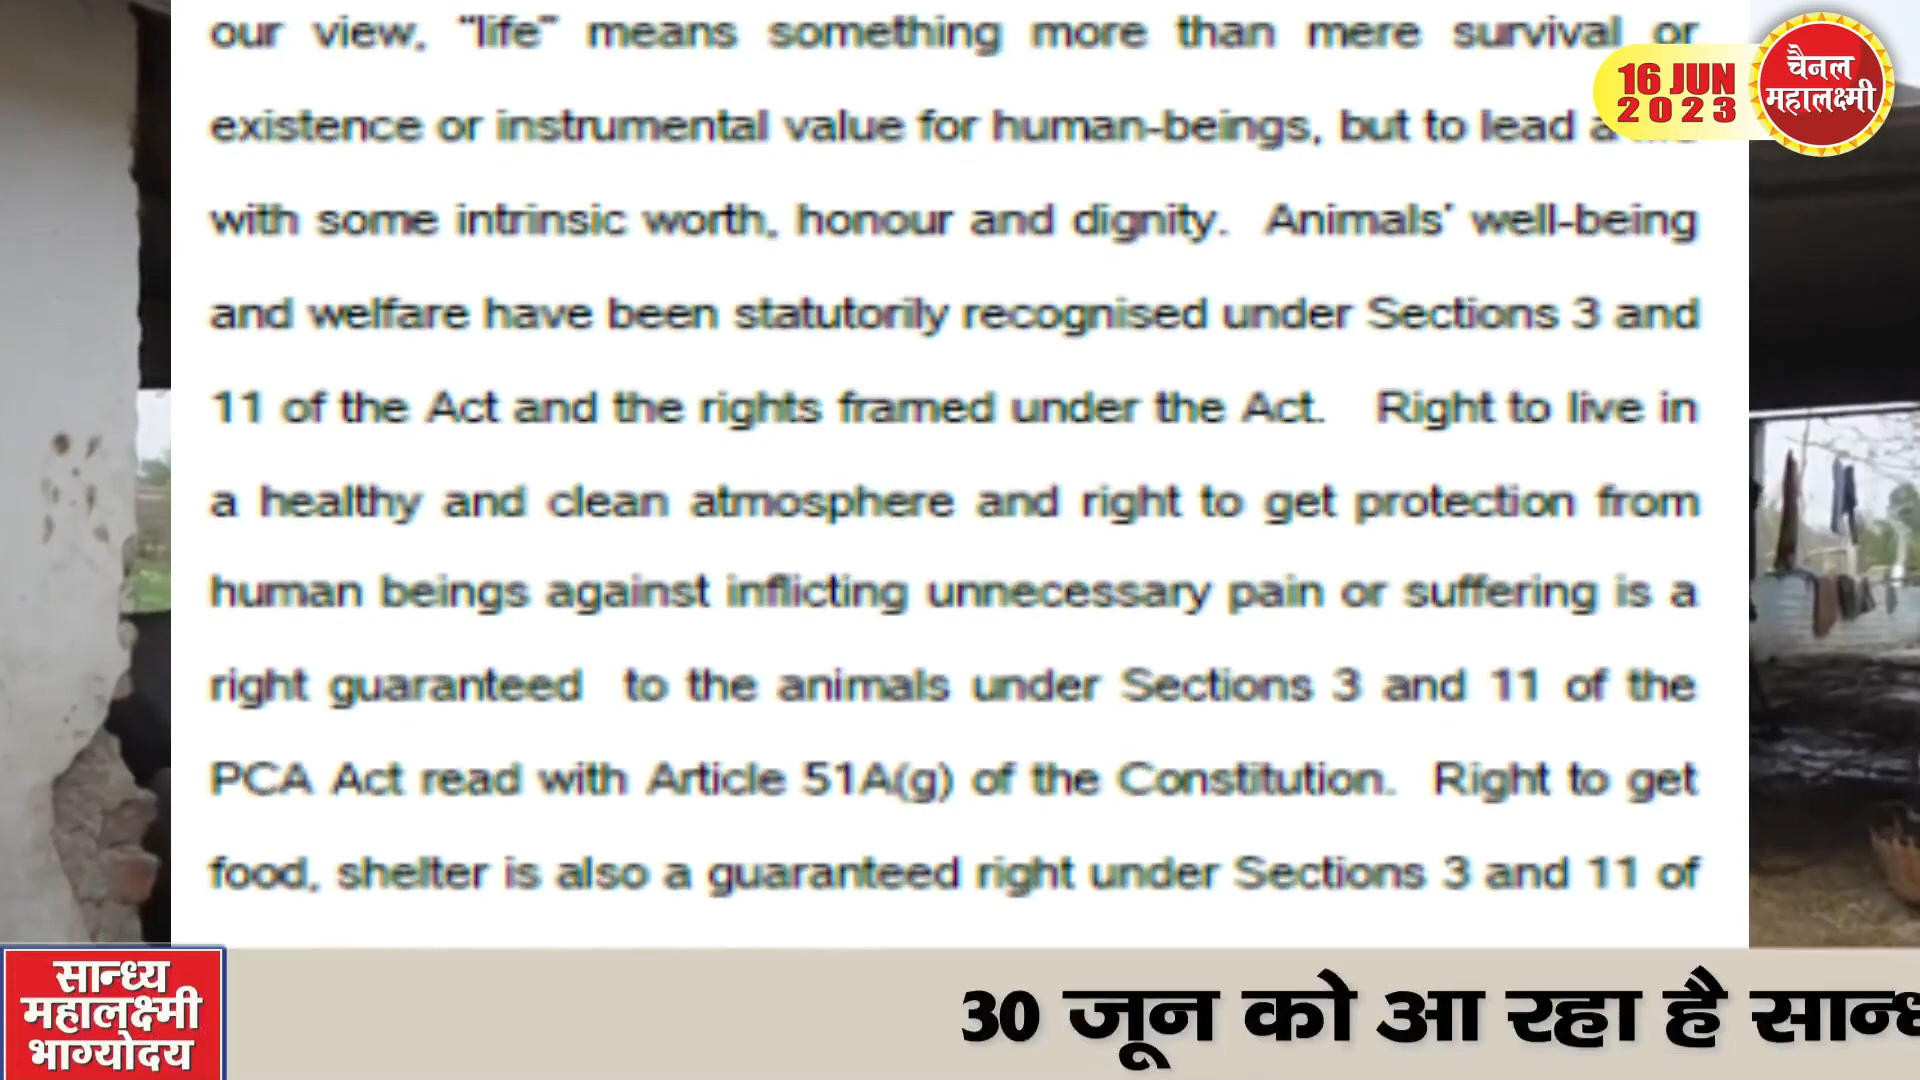 our view, “life” means something more than mere survival or
existence or instrumental value for human-beings, but to lead a
with some intrinsic worth, honour and dignity. Animals’ well-being
and welfare have been statutorily recognised under Sections 3 and
11 of the Act and the rights framed under the Act. Right to live in
a healthy and clean atmosphere and right to get protection from
human beings against inflicting unnecessary pain or suffering is a
right guaranteed to the animals under Sections 3 and 11 of the
PCA Act read with Article 51A(g) of the Constitution. Right to get
food, shelter is also a guaranteed right under Sections 3 and 11 of
16 JUN
2023
चैनल
महालक्ष्मी
सान्ध्य
महालक्ष्मी
भाग्योदय
30 जून को आ रहा है